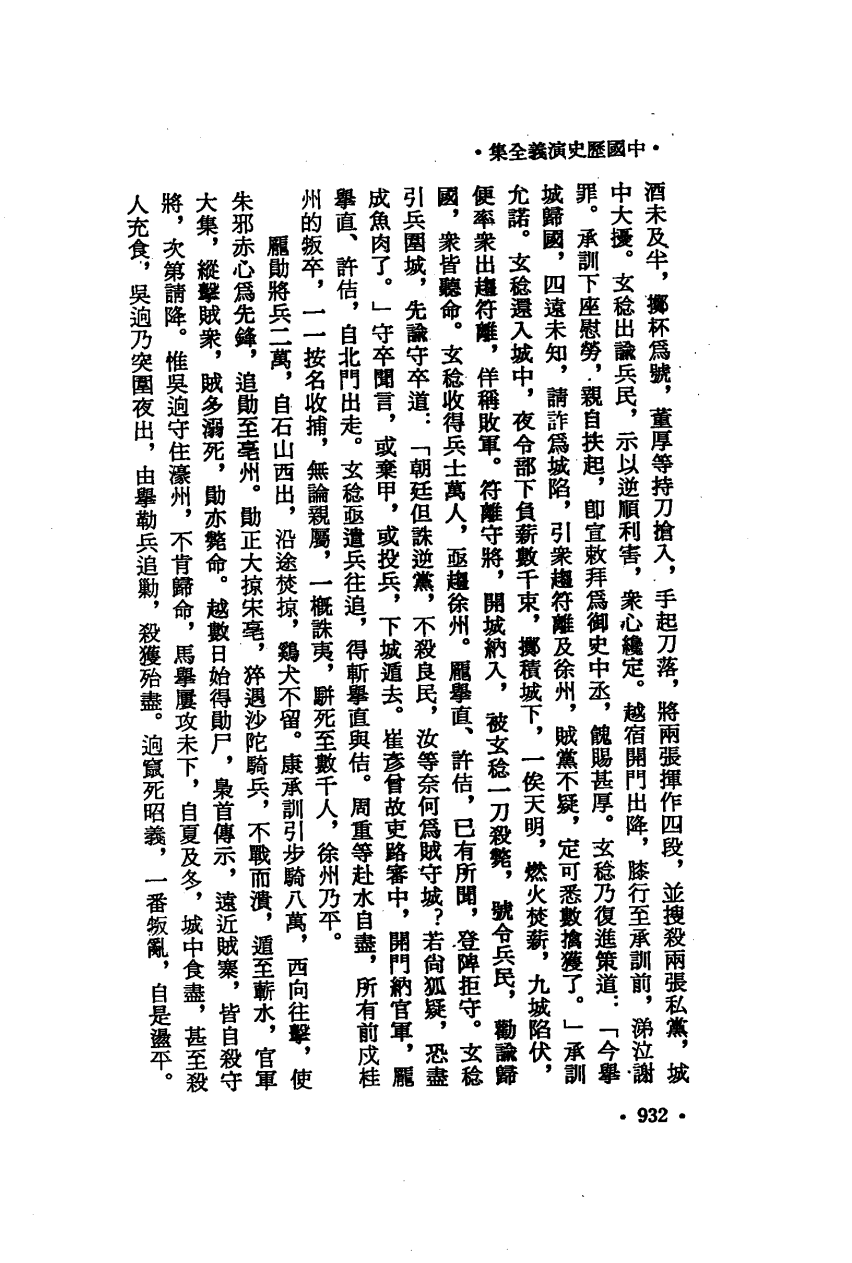 ·中國歷史演義全集·
酒未及半，擲杯爲號，董厚等持刀搶入，手起刀落，將兩張揮作四段，並搜殺兩張私黨，城
中大擾。玄稔出諭兵民，示以逆順利害，衆心纔定。越宿開門出降，膝行至承訓前，涕泣謝
罪。承訓下座慰勞，親自扶起，卽宣敕拜爲御史中丞，餽賜甚厚。玄稔乃復進策道：「今舉
城歸國，四遠未知，請詐爲城陷，引衆趨符離及徐州，賊黨不疑，定可悉數擒獲了。」承訓
允諾。玄稔還入城中，夜令部下負薪數千束，擲積城下，一俟天明，燃火焚薪，九城陷伏，
便率衆出趨符離，佯稱敗軍。符離守將，開城納入，被玄稔一刀殺斃，號令兵民，勸諭歸
國，衆皆聽命。玄稔收得兵士萬人，亟趨徐州。龎舉直、許佶，已有所聞，登陴拒守。玄稔
引兵圍城，先諭守卒道：「朝廷但誅逆黨，不殺良民，汝等奈何爲賊守城？若尙狐疑，恐盡
成魚肉了。」守卒聞言，或棄甲，或投兵，下城遁去。崔彥曾故吏路審中，開門納官軍，龎
舉直、許佶，自北門出走。玄稔亟遣兵往追，得斬舉直與佶。周重等赴水自盡，所有前戍桂
州的叛卒，一一按名收捕，無論親屬，一槪誅夷，駢死至數千人，徐州乃平。
龎勛將兵二萬，自石山西出，沿途焚掠，鷄犬不留。康承訓引步騎八萬，西向往擊，使
朱邪赤心爲先鋒，追勛至亳州。勛正大掠宋亳，猝遇沙陀騎兵，不戰而潰，遁至蘄水，官軍
大集，縱擊賊衆，賊多溺死，勛亦斃命。越數日始得勛尸，梟首傳示，遠近賊寨，皆自殺守
將，次第請降。惟吳迥守住濠州，不肯歸命，馬舉屢攻未下，自夏及冬，城中食盡，甚至殺
人充食，吳迥乃突圍夜出，由舉勒兵追勦，殺獲殆盡。迥竄死昭義，一番叛亂，自是盪平。
·932·